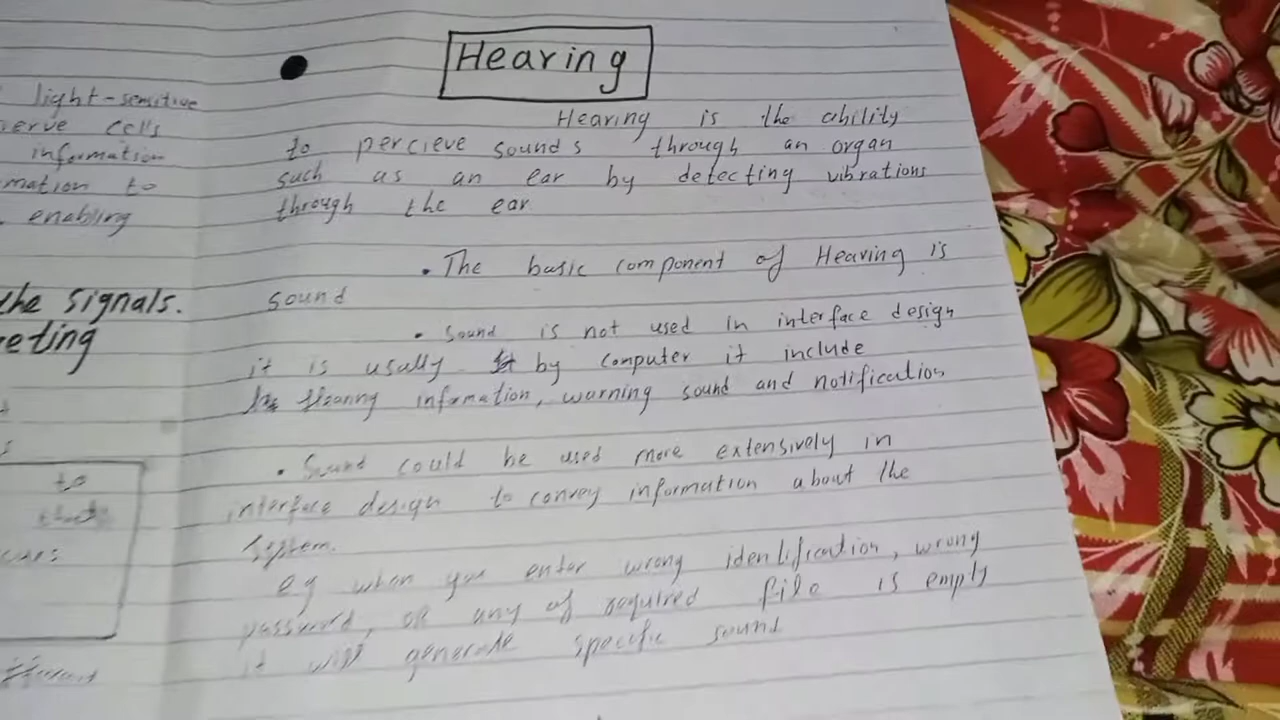 light-sensitive
cells
information
mation to
enabling
the signals.
eting
to
Hearing
Hearing is the ability
to percieve sounds through an organ
such as an ear by detecting vibrations
through the ear
• The basic component of Hearing is
sound
• Sound is not used in interface design
it is usually by computer it include
information, warning sound and notification
• Sound could be used more extensively in
interface design to convey information about the
system.
eg when you enter wrong identification, wrong
password, or any of required file is empty
it will generate specific sound